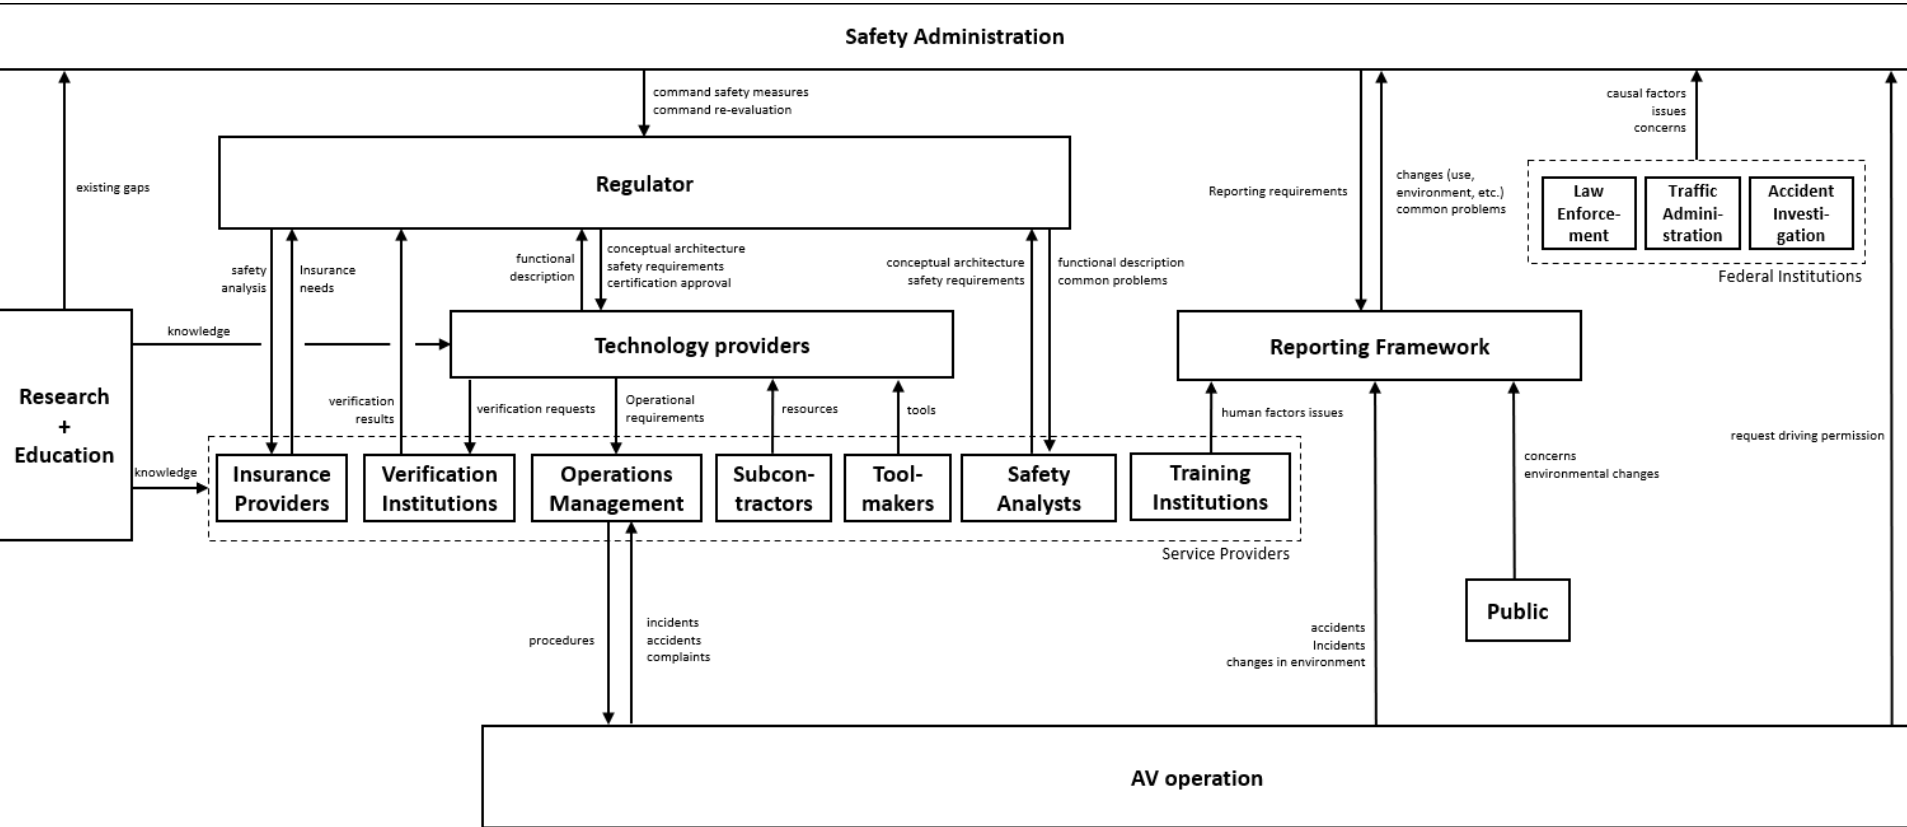 Safety Administration
command safety measures
command re-evaluation
causal factors
issues
concerns
existing gaps
Regulator
Reporting requirements
changes (use,
environment, etc.)
common problems
Law
Enforce-
ment
Traffic
Admini-
stration
Accident
Investi-
gation
Federal Institutions
safety
analysis
Insurance
needs
functional
description
conceptual architecture
safety requirements
certification approval
conceptual architecture
safety requirements
functional description
common problems
knowledge
Technology providers
Reporting Framework
Research
+
Education
verification
results
verification requests
Operational
requirements
resources
tools
human factors issues
request driving permission
knowledge
Insurance
Providers
Verification
Institutions
Operations
Management
Subcon-
tractors
Tool-
makers
Safety
Analysts
Training
Institutions
concerns
environmental changes
Service Providers
procedures
incidents
accidents
complaints
accidents
Incidents
changes in environment
Public
AV operation